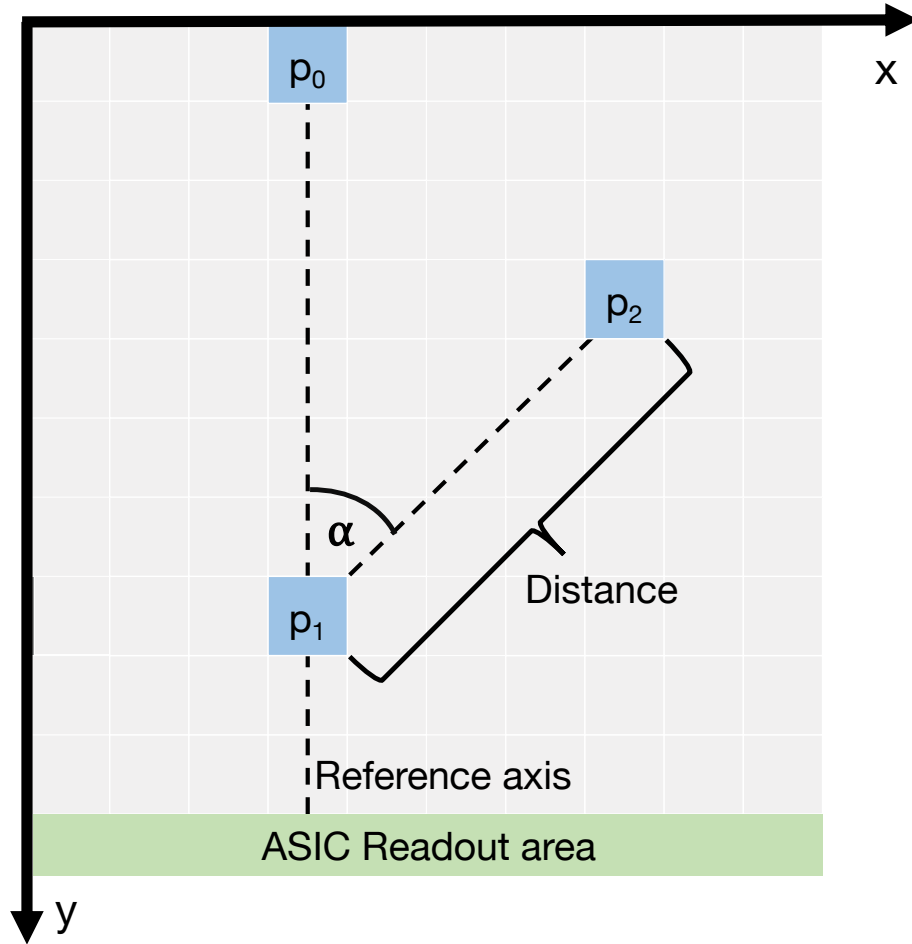 p₀
x
p₂
α
Distance
p₁
Reference axis
ASIC Readout area
y